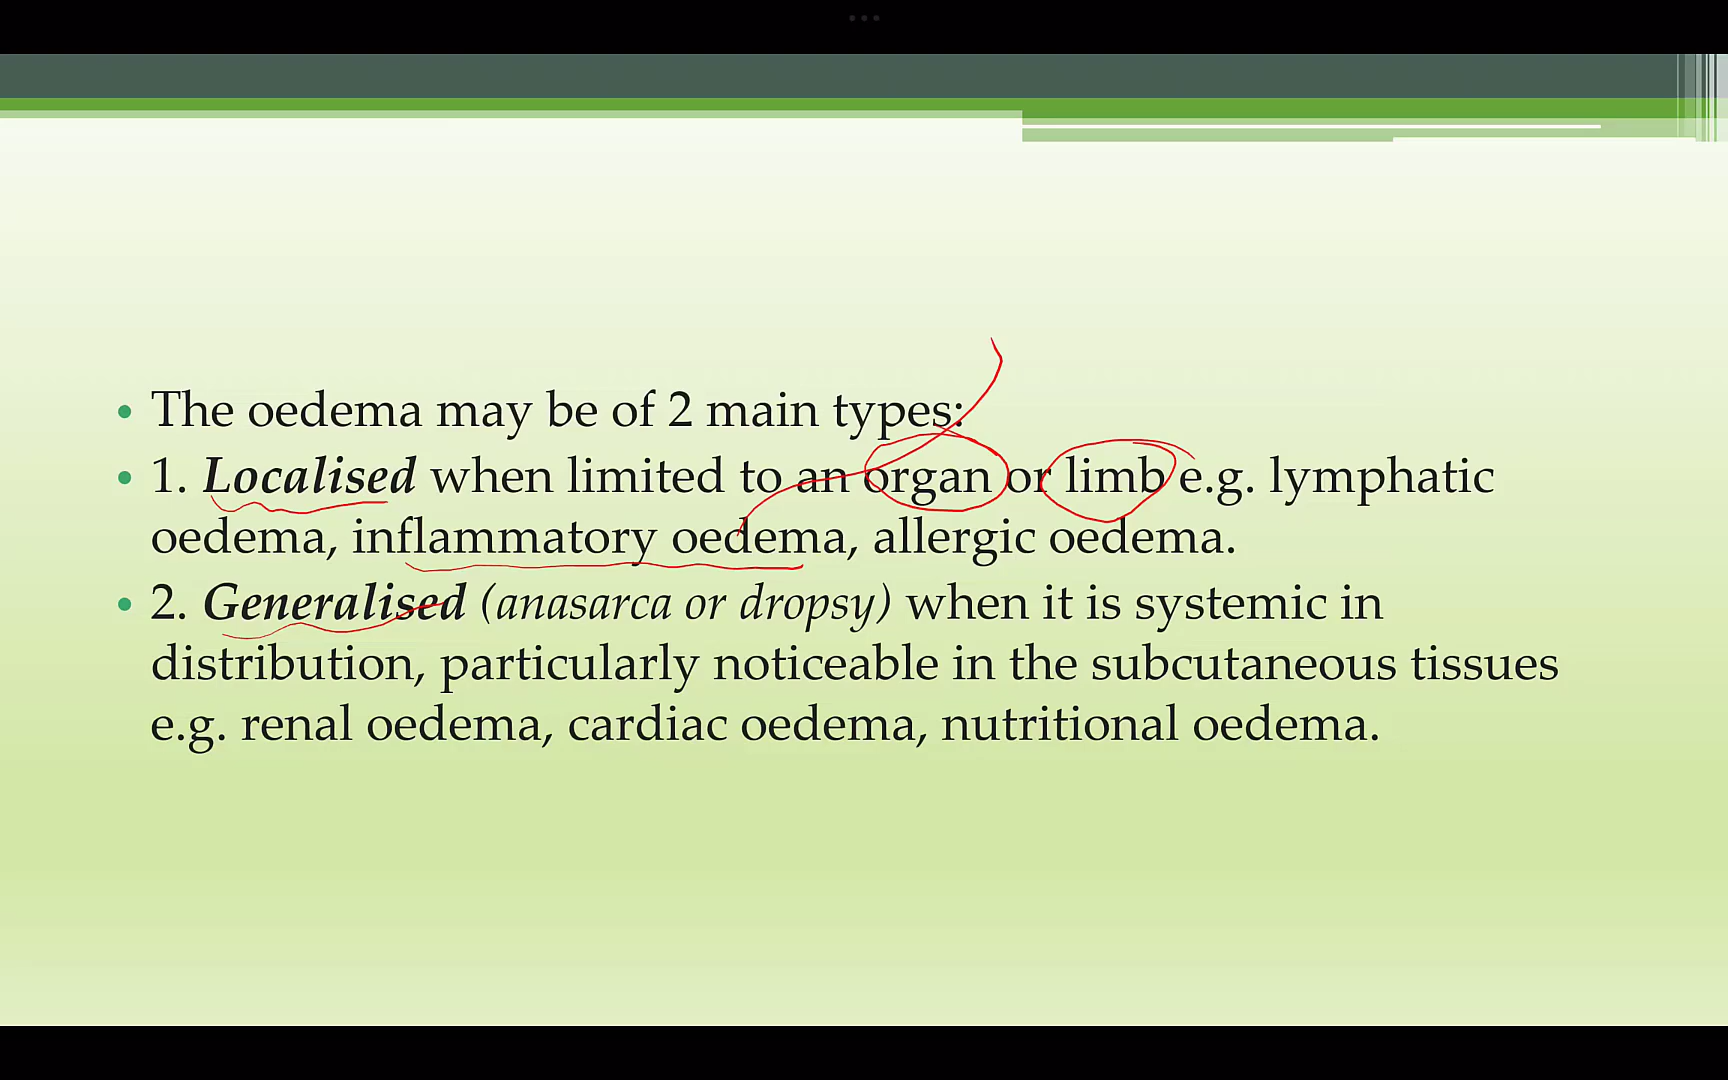 • The oedema may be of 2 main types:
• 1. Localised when limited to an organ or limb e.g. lymphatic
oedema, inflammatory oedema, allergic oedema.
• 2. Generalised (anasarca or dropsy) when it is systemic in
distribution, particularly noticeable in the subcutaneous tissues
e.g. renal oedema, cardiac oedema, nutritional oedema.